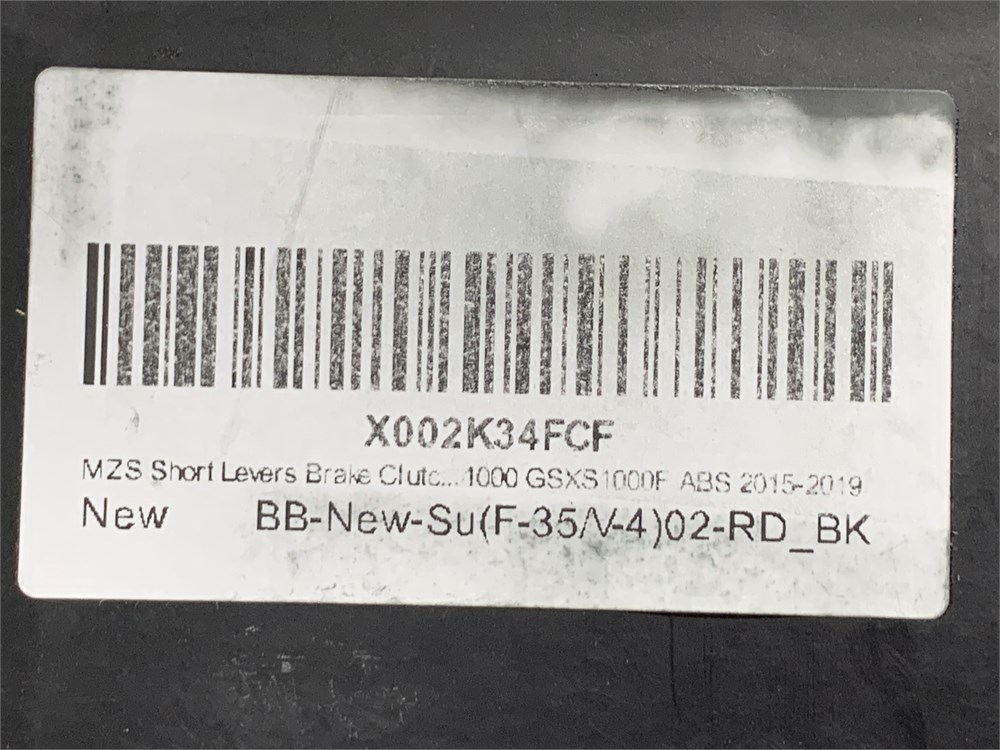 X002K34FCF
MZS Short Levers Brake Clutc... 1000 GSXS1000F ABS 2015-2019
New BB-New-Su(F-35/V-4)02-RD_BK